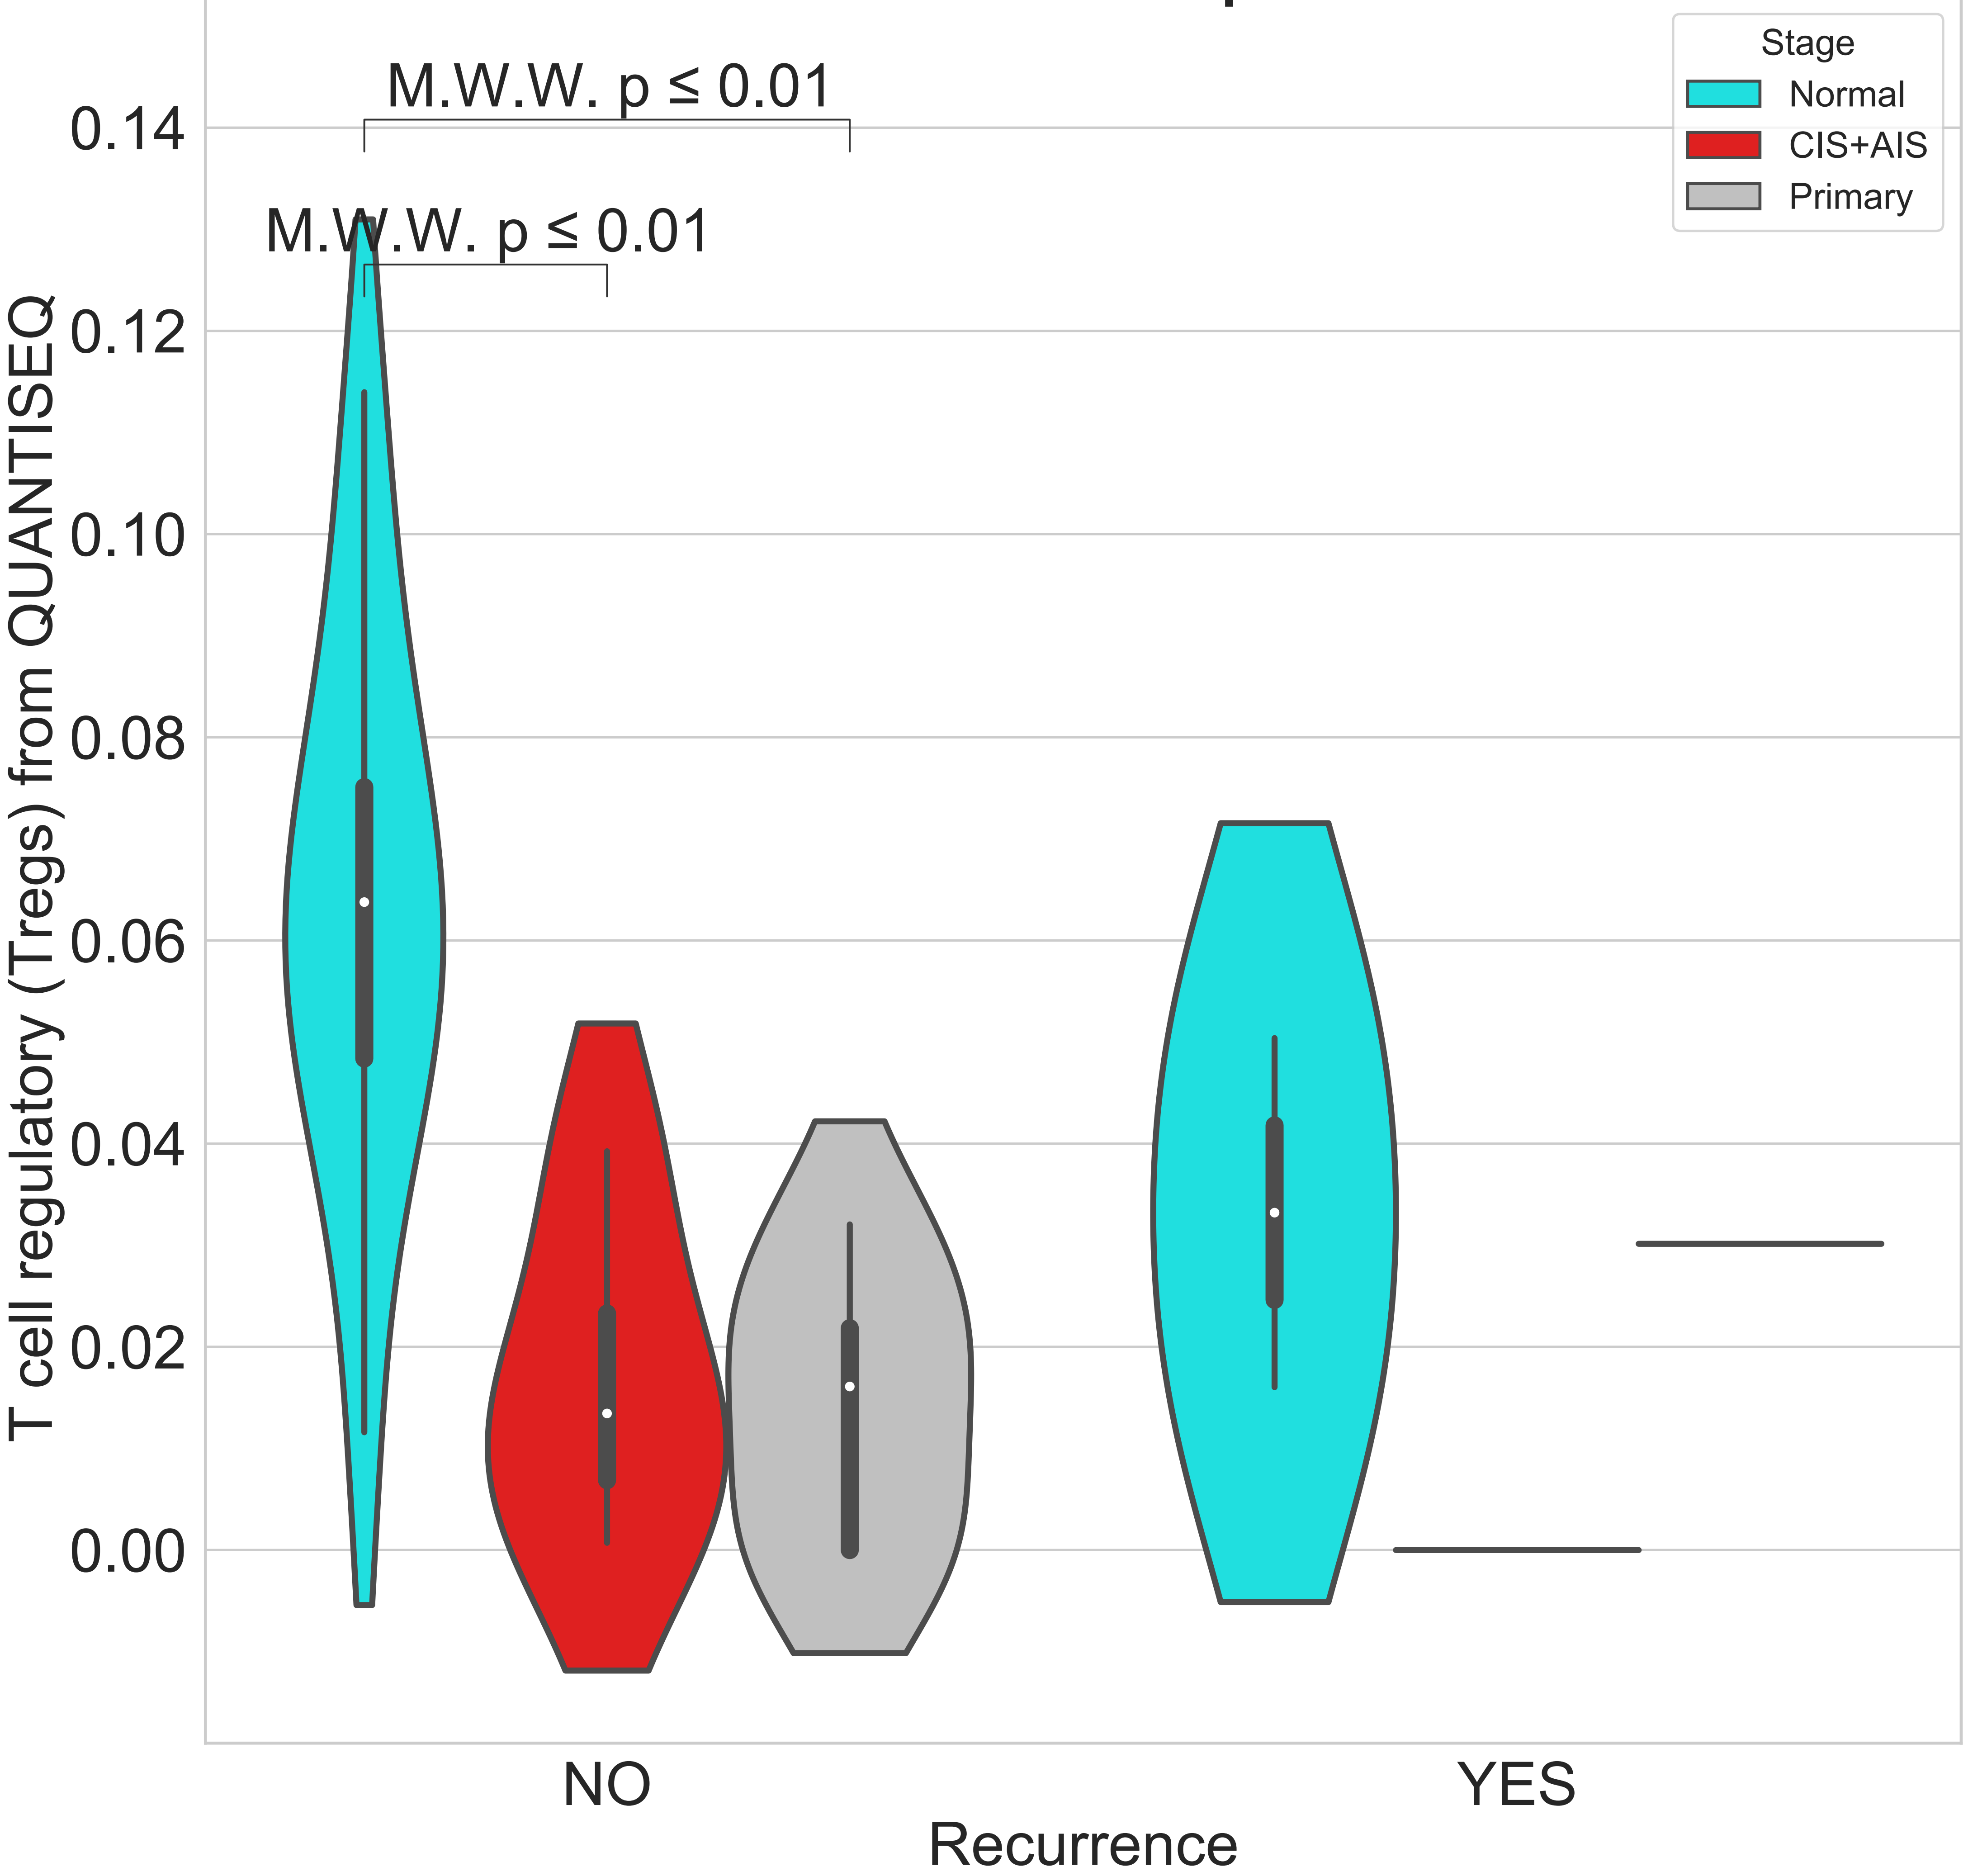 Stage
Normal
CIS+AIS
Primary
M.W.W. p ≤ 0.01
M.W.W. p ≤ 0.01
T cell regulatory (Tregs) from QUANTISEQ
0.14
0.12
0.10
0.08
0.06
0.04
0.02
0.00
NO
YES
Recurrence